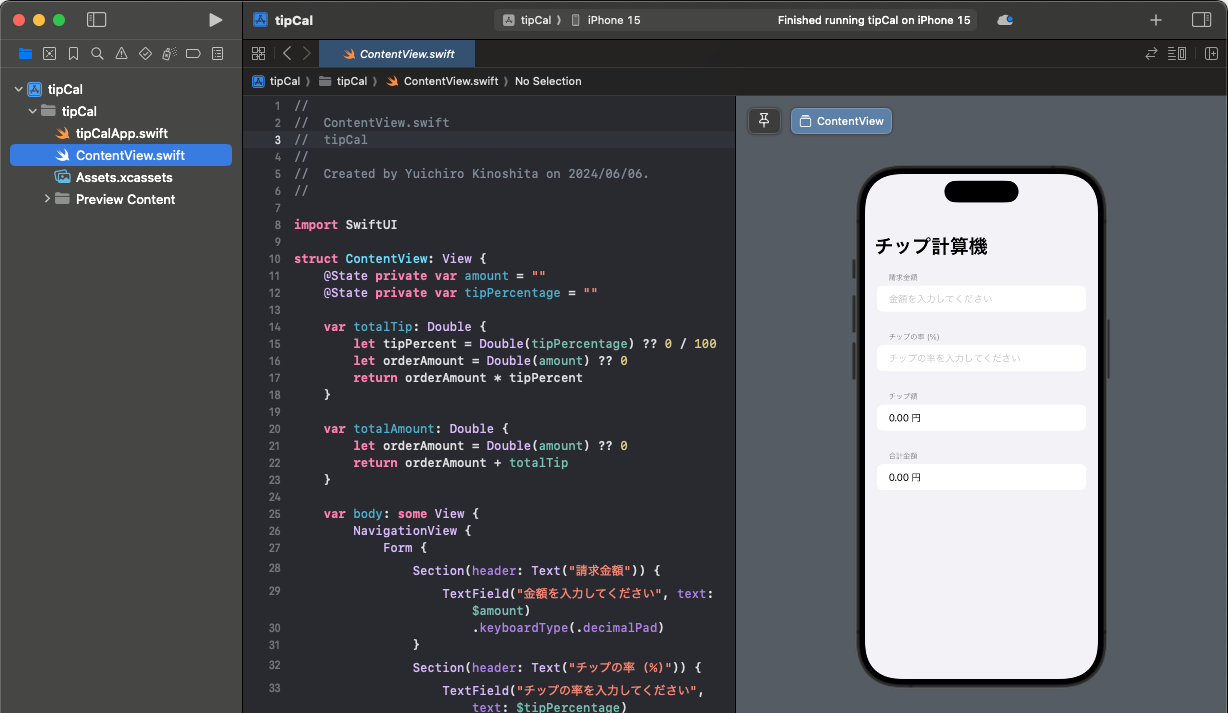 tipCal
tipCal 〉 iPhone 15
Finished running tipCal on iPhone 15
ContentView.swift
tipCal 〉 tipCal 〉 ContentView.swift 〉 No Selection
tipCal
tipCal
tipCalApp.swift
ContentView.swift
Assets.xcassets
Preview Content
1 //
2 //  ContentView.swift
3 //  tipCal
4 //
5 //  Created by Yuichiro Kinoshita on 2024/06/06.
6 //
7
8 import SwiftUI
9
10 struct ContentView: View {
11     @State private var amount = ""
12     @State private var tipPercentage = ""
13
14     var totalTip: Double {
15         let tipPercent = Double(tipPercentage) ?? 0 / 100
16         let orderAmount = Double(amount) ?? 0
17         return orderAmount * tipPercent
18     }
19
20     var totalAmount: Double {
21         let orderAmount = Double(amount) ?? 0
22         return orderAmount + totalTip
23     }
24
25     var body: some View {
26         NavigationView {
27             Form {
28                 Section(header: Text("請求金額")) {
29                     TextField("金額を入力してください", text:
$amount)
30                         .keyboardType(.decimalPad)
31                 }
32                 Section(header: Text("チップの率 (%)")) {
33                     TextField("チップの率を入力してください",
text: $tipPercentage)
ContentView
チップ計算機
請求金額
金額を入力してください
チップの率 (%)
チップの率を入力してください
チップ額
0.00 円
合計金額
0.00 円